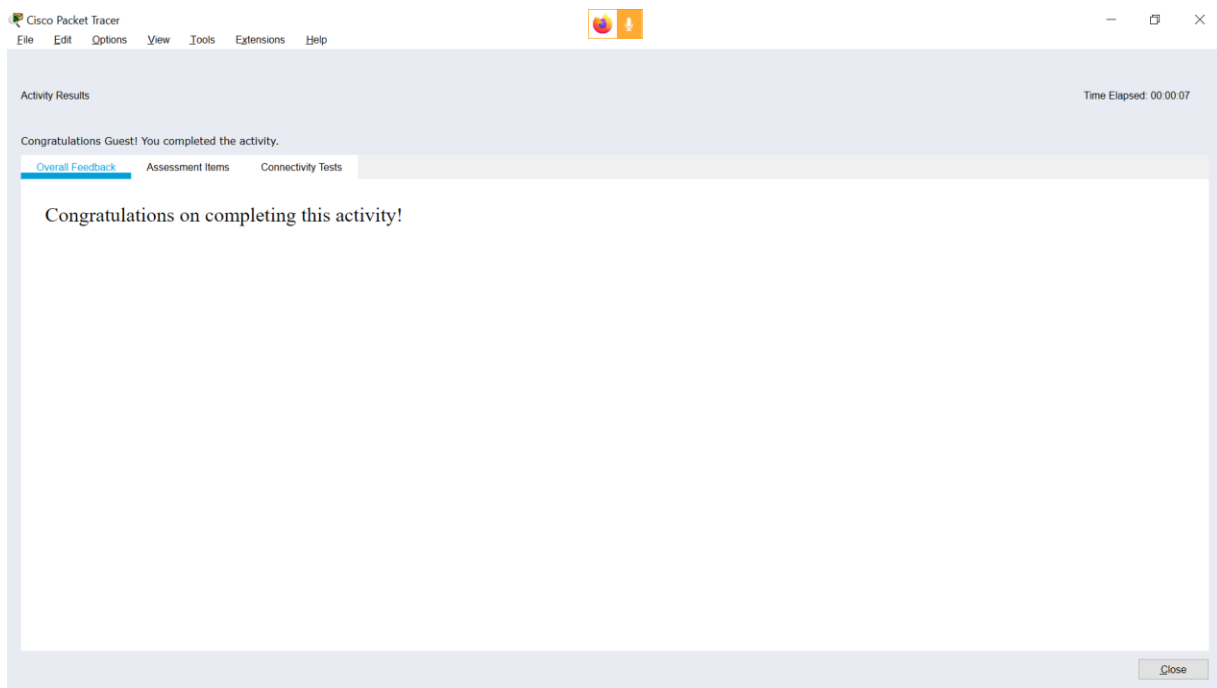 Cisco Packet Tracer
File Edit Options View Tools Extensions Help
Activity Results
Time Elapsed: 00:00:07
Congratulations Guest! You completed the activity.
Overall Feedback Assessment Items Connectivity Tests
Congratulations on completing this activity!
Close